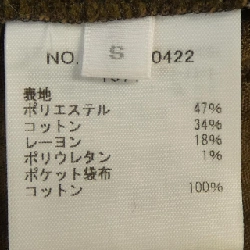 NO. 0422
S
表地
ポリエステル 47%
コットン 34%
レーヨン 18%
ポリウレタン 1%
ポケット袋布
コットン 100%